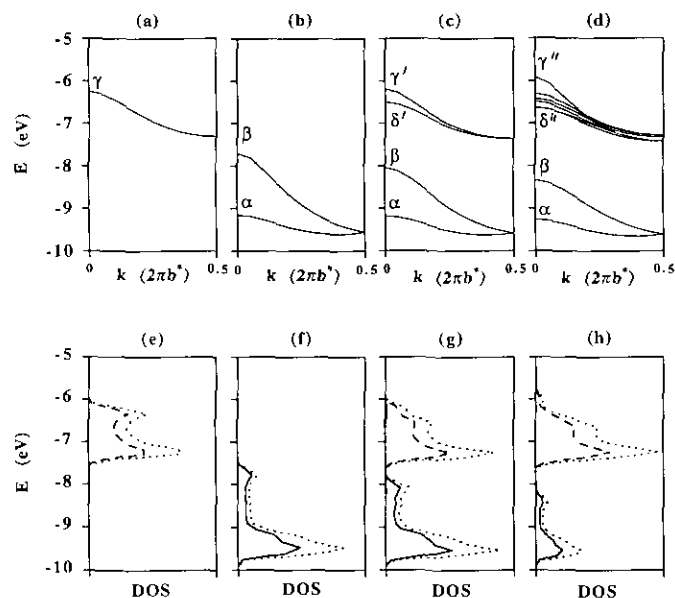 (a) (b) (c) (d)
-5
-6
-7
-8
-9
-10
E (eV)
γ
β
α
γ'
δ'
β
α
γ"
δ"
β
α
0 0.5 0 0.5 0 0.5 0 0.5
k (2πb*) k (2πb*) k (2πb*) k (2πb*)
(e) (f) (g) (h)
-5
-6
-7
-8
-9
-10
E (eV)
DOS DOS DOS DOS